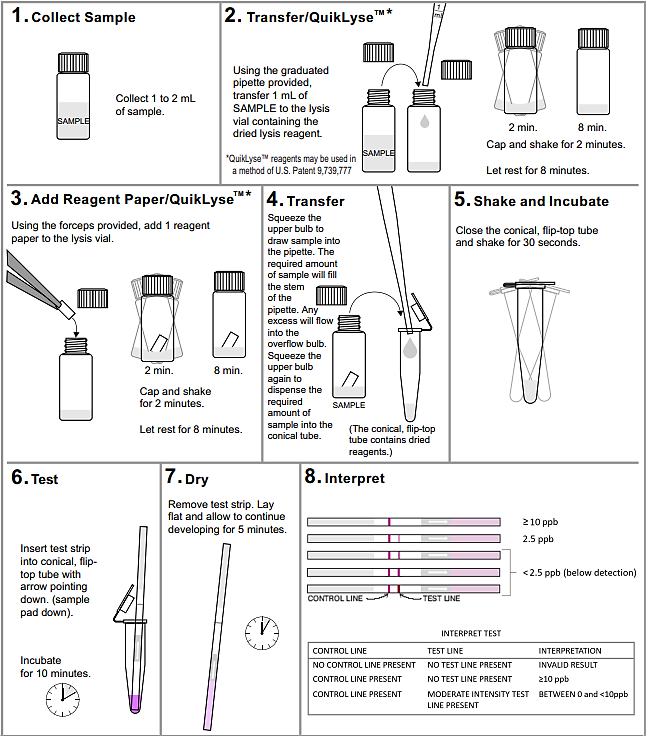 1. Collect Sample
SAMPLE
Collect 1 to 2 mL
of sample.
2. Transfer/QuikLyse™*
Using the graduated
pipette provided,
transfer 1 mL of
SAMPLE to the lysis
vial containing the
dried lysis reagent.
*QuikLyse™ reagents may be used in
a method of U.S. Patent 9,739,777
1
ml
SAMPLE
2 min.
8 min.
Cap and shake for 2 minutes.
Let rest for 8 minutes.
3. Add Reagent Paper/QuikLyse™*
Using the forceps provided, add 1 reagent
paper to the lysis vial.
2 min.
8 min.
Cap and shake
for 2 minutes.
Let rest for 8 minutes.
4. Transfer
Squeeze the
upper bulb to
draw sample into
the pipette. The
required amount
of sample will fill
the stem
of the
pipette. Any
excess will flow
into the
overflow bulb.
Squeeze the
upper bulb
again to
dispense the
required
amount of
sample into the
conical tube.
SAMPLE
(The conical, flip-top
tube contains dried
reagents.)
5. Shake and Incubate
Close the conical, flip-top tube
and shake for 30 seconds.
6. Test
Insert test strip
into conical, flip-
top tube with
arrow pointing
down. (sample
pad down).
Incubate
for 10 minutes.
7. Dry
Remove test strip. Lay
flat and allow to continue
developing for 5 minutes.
8. Interpret
≥ 10 ppb
2.5 ppb
< 2.5 ppb (below detection)
CONTROL LINE
TEST LINE
INTERPRET TEST
CONTROL LINE TEST LINE INTERPRETATION
NO CONTROL LINE PRESENT NO TEST LINE PRESENT INVALID RESULT
CONTROL LINE PRESENT NO TEST LINE PRESENT ≥10 ppb
CONTROL LINE PRESENT MODERATE INTENSITY TEST BETWEEN 0 and <10ppb
LINE PRESENT